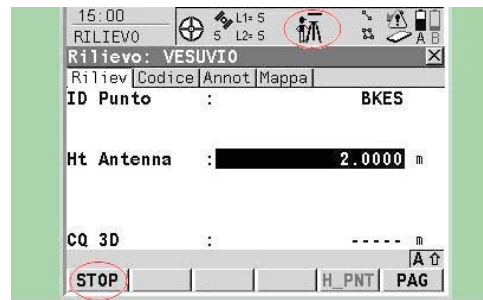 15:00
L1= 5
RILIEVO
5 L2= 5
A B
Rilievo: VESUVIO
Riliev Codice Annot Mappa
ID Punto : BKES
Ht Antenna : 2.0000 m
CQ 3D : ----- m
A
STOP H_PNT PAG